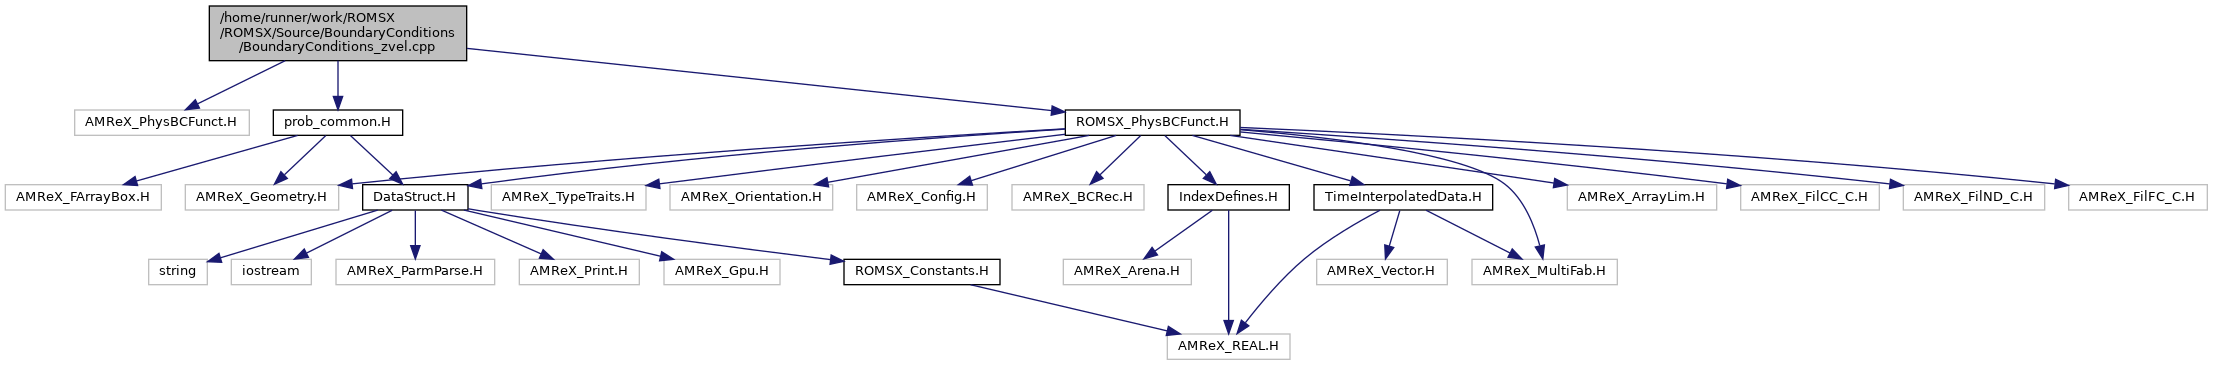 /home/runner/work/ROMSX
/ROMSX/Source/BoundaryConditions
/BoundaryConditions_zvel.cpp
AMReX_PhysBCFunct.H
prob_common.H
ROMSX_PhysBCFunct.H
AMReX_FArrayBox.H
AMReX_Geometry.H
DataStruct.H
AMReX_TypeTraits.H
AMReX_Orientation.H
AMReX_Config.H
AMReX_BCRec.H
IndexDefines.H
TimeInterpolatedData.H
AMReX_ArrayLim.H
AMReX_FilCC_C.H
AMReX_FilND_C.H
AMReX_FilFC_C.H
string
iostream
AMReX_ParmParse.H
AMReX_Print.H
AMReX_Gpu.H
ROMSX_Constants.H
AMReX_Arena.H
AMReX_Vector.H
AMReX_MultiFab.H
AMReX_REAL.H